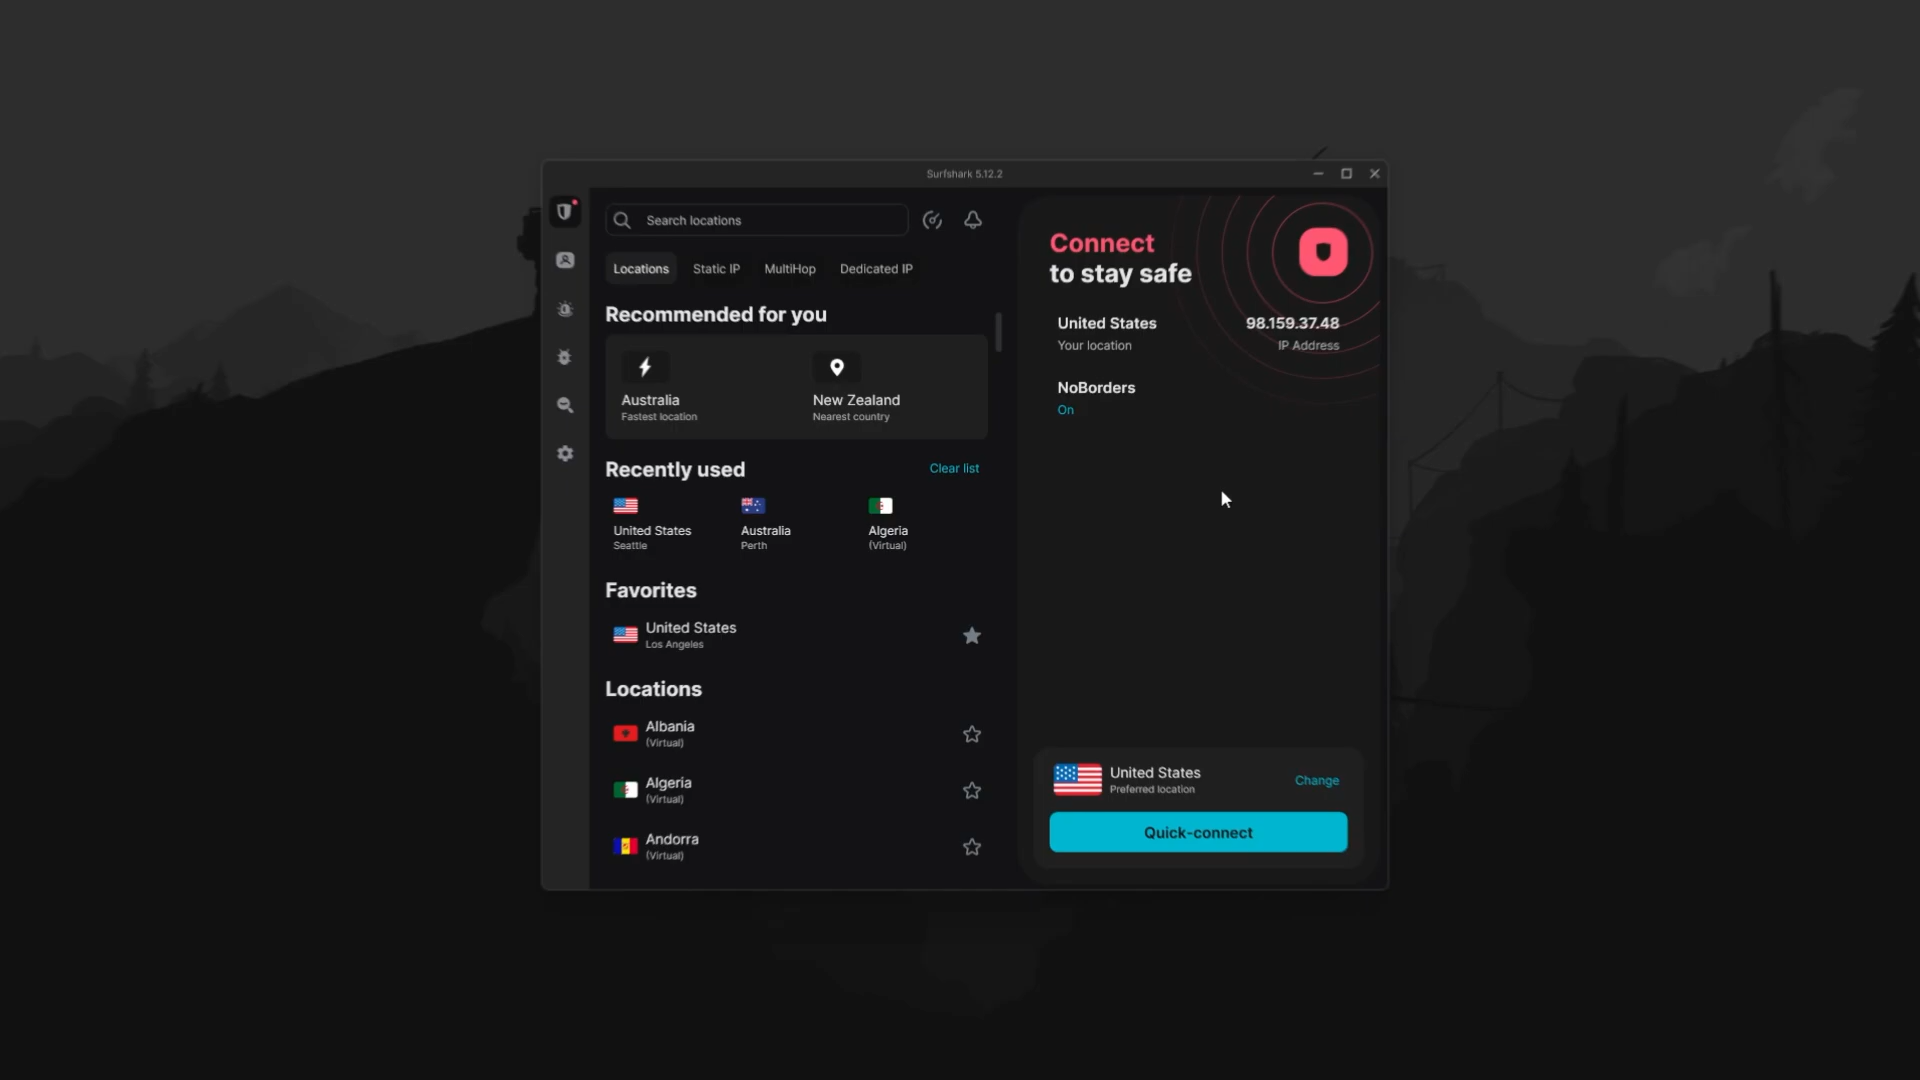 Surfshark 5.12.2
Search locations
Locations Static IP MultiHop Dedicated IP
Recommended for you
Australia
Fastest location
New Zealand
Nearest country
Recently used Clear list
United States
Seattle
Australia
Perth
Algeria
(Virtual)
Favorites
United States
Los Angeles
Locations
Albania
(Virtual)
Algeria
(Virtual)
Andorra
(Virtual)
Connect
to stay safe
United States
Your location
98.159.37.48
IP Address
NoBorders
On
United States
Preferred location
Change
Quick-connect